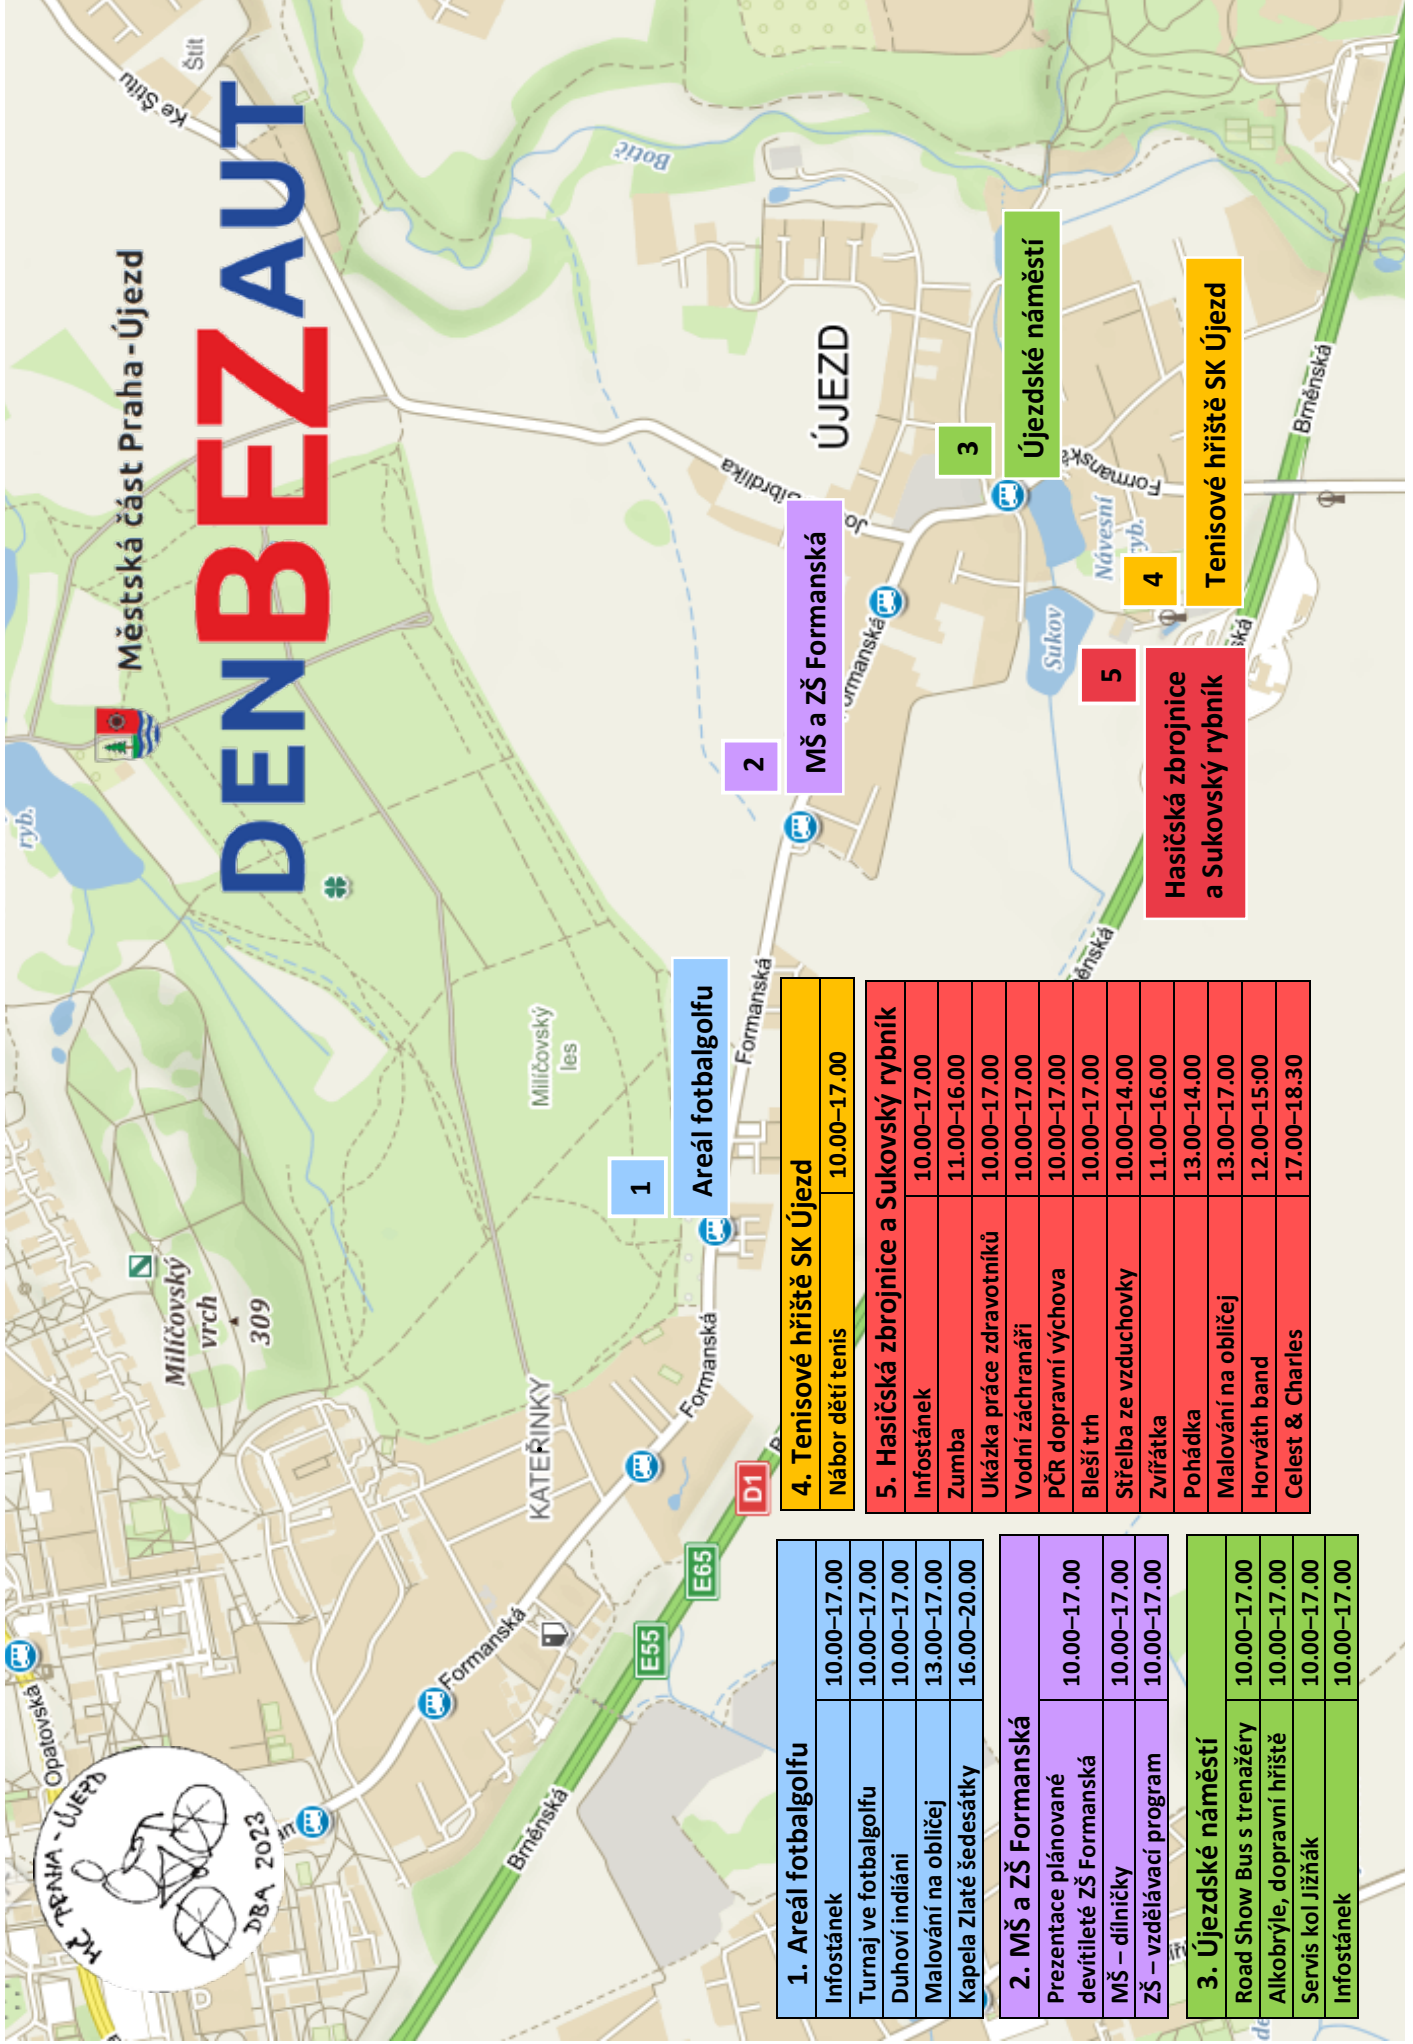 MČ PRAHA - ÚJEZD
DBA 2023
Městská část Praha-Újezd
DEN BEZ AUT
Štít
Ke Štítu
ryb.
Botič
Opatovská
Milíčovský
vrch
309
Milíčovský
les
KATEŘINKY
ÚJEZD
Formanská
Formanská
Formanská
Formanská
Formanská
Brněnská
Brněnská
E55
E65
D1
Sukov
Návesní
ryb.
1
Areál fotbalgolfu
2
MŠ a ZŠ Formanská
3
Újezdské náměstí
4
Tenisové hřiště SK Újezd
5
Hasičská zbrojnice
a Sukovský rybník
1. Areál fotbalgolfu
Infostánek 10.00–17.00
Turnaj ve fotbalgolfu 10.00–17.00
Duhoví indiáni 10.00–17.00
Malování na obličej 13.00–17.00
Kapela Zlaté šedesátky 16.00–20.00
2. MŠ a ZŠ Formanská
Prezentace plánované
devítileté ZŠ Formanská 10.00–17.00
MŠ – dílničky 10.00–17.00
ZŠ – vzdělávací program 10.00–17.00
3. Újezdské náměstí
Road Show Bus s trenažéry 10.00–17.00
Alkobrýle, dopravní hřiště 10.00–17.00
Servis kol Jižňák 10.00–17.00
Infostánek 10.00–17.00
4. Tenisové hřiště SK Újezd
Nábor dětí tenis 10.00–17.00
5. Hasičská zbrojnice a Sukovský rybník
Infostánek 10.00–17.00
Zumba 11.00–16.00
Ukázka práce zdravotníků 10.00–17.00
Vodní záchranáři 10.00–17.00
PČR dopravní výchova 10.00–17.00
Bleší trh 10.00–17.00
Střelba ze vzduchovky 10.00–14.00
Zvířátka 11.00–16.00
Pohádka 13.00–14.00
Malování na obličej 13.00–17.00
Horváth band 12.00–15:00
Celest & Charles 17.00–18.30